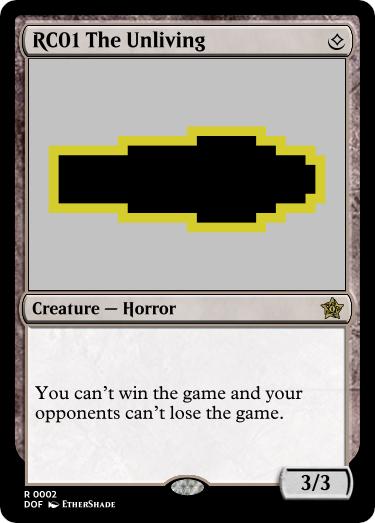 RC01 The Unliving
Creature — Horror
You can't win the game and your
opponents can't lose the game.
3/3
R 0002
DOF EtherShade